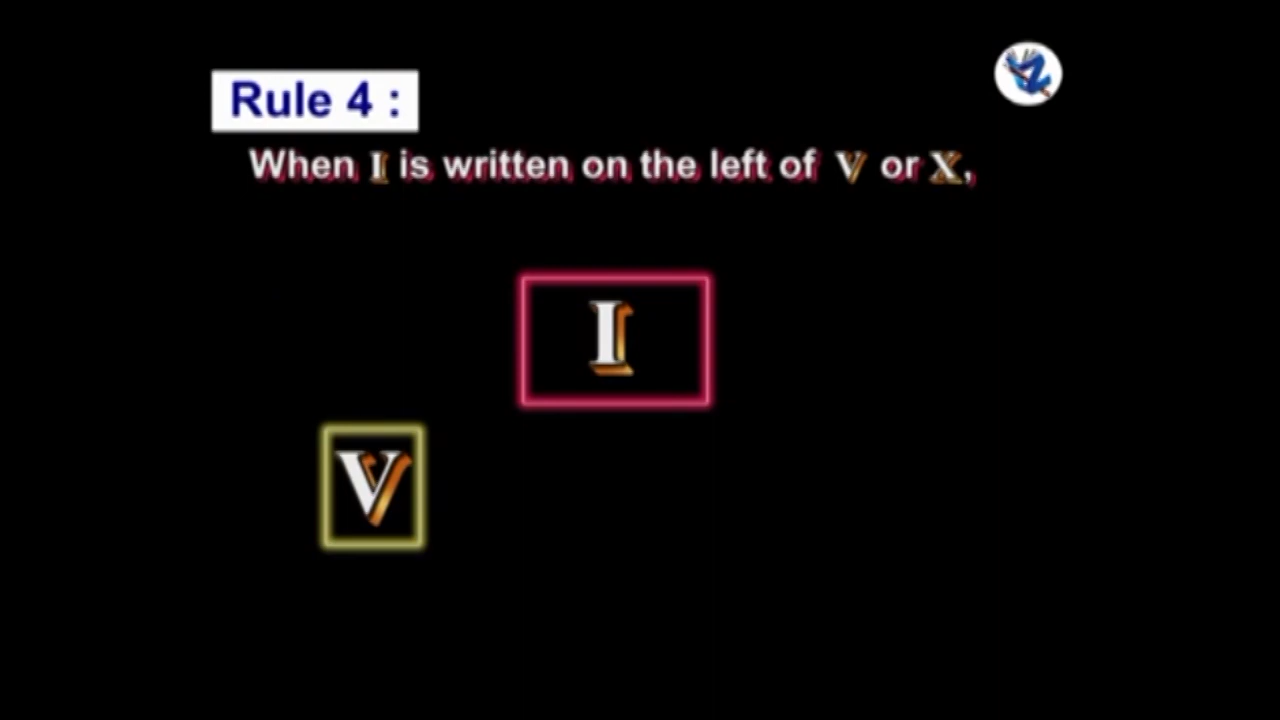 Rule 4 :
When I is written on the left of V or X,
I
V